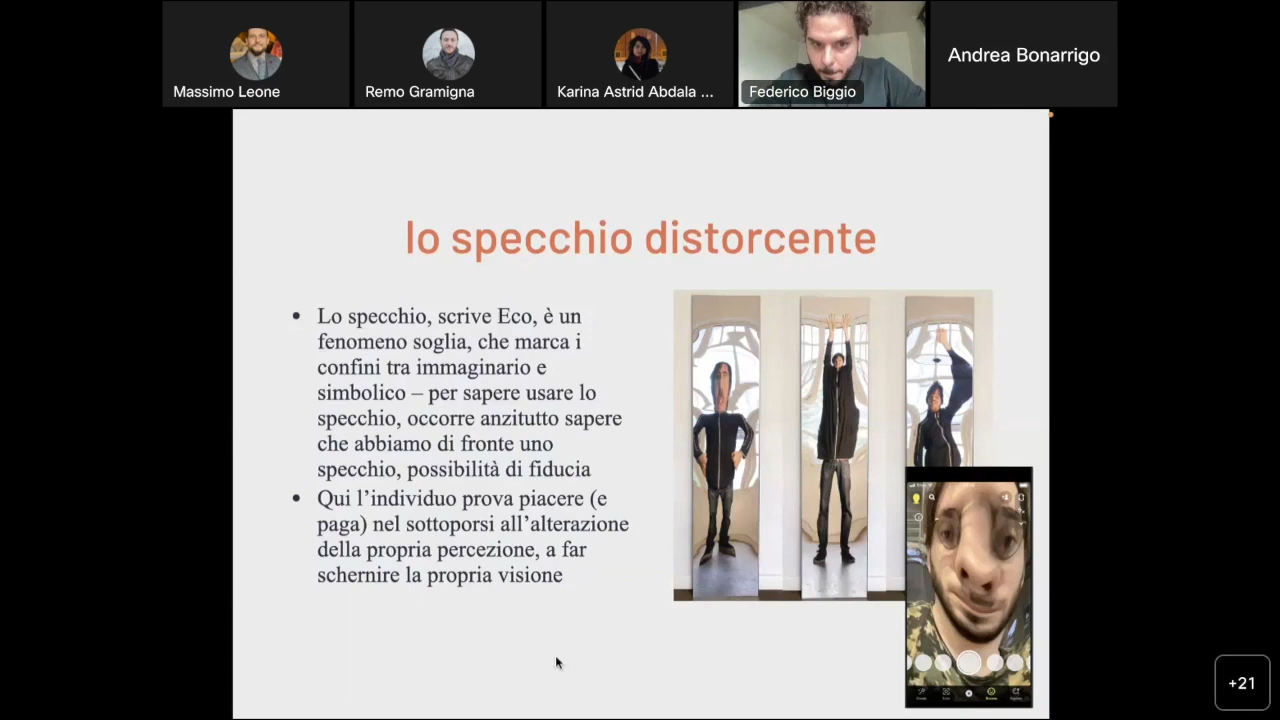 Massimo Leone
Remo Gramigna
Karina Astrid Abdala ...
Federico Biggio
Andrea Bonarrigo
lo specchio distorcente
• Lo specchio, scrive Eco, è un
fenomeno soglia, che marca i
confini tra immaginario e
simbolico – per sapere usare lo
specchio, occorre anzitutto sapere
che abbiamo di fronte uno
specchio, possibilità di fiducia
• Qui l’individuo prova piacere (e
paga) nel sottoporsi all’alterazione
della propria percezione, a far
schernire la propria visione
+21